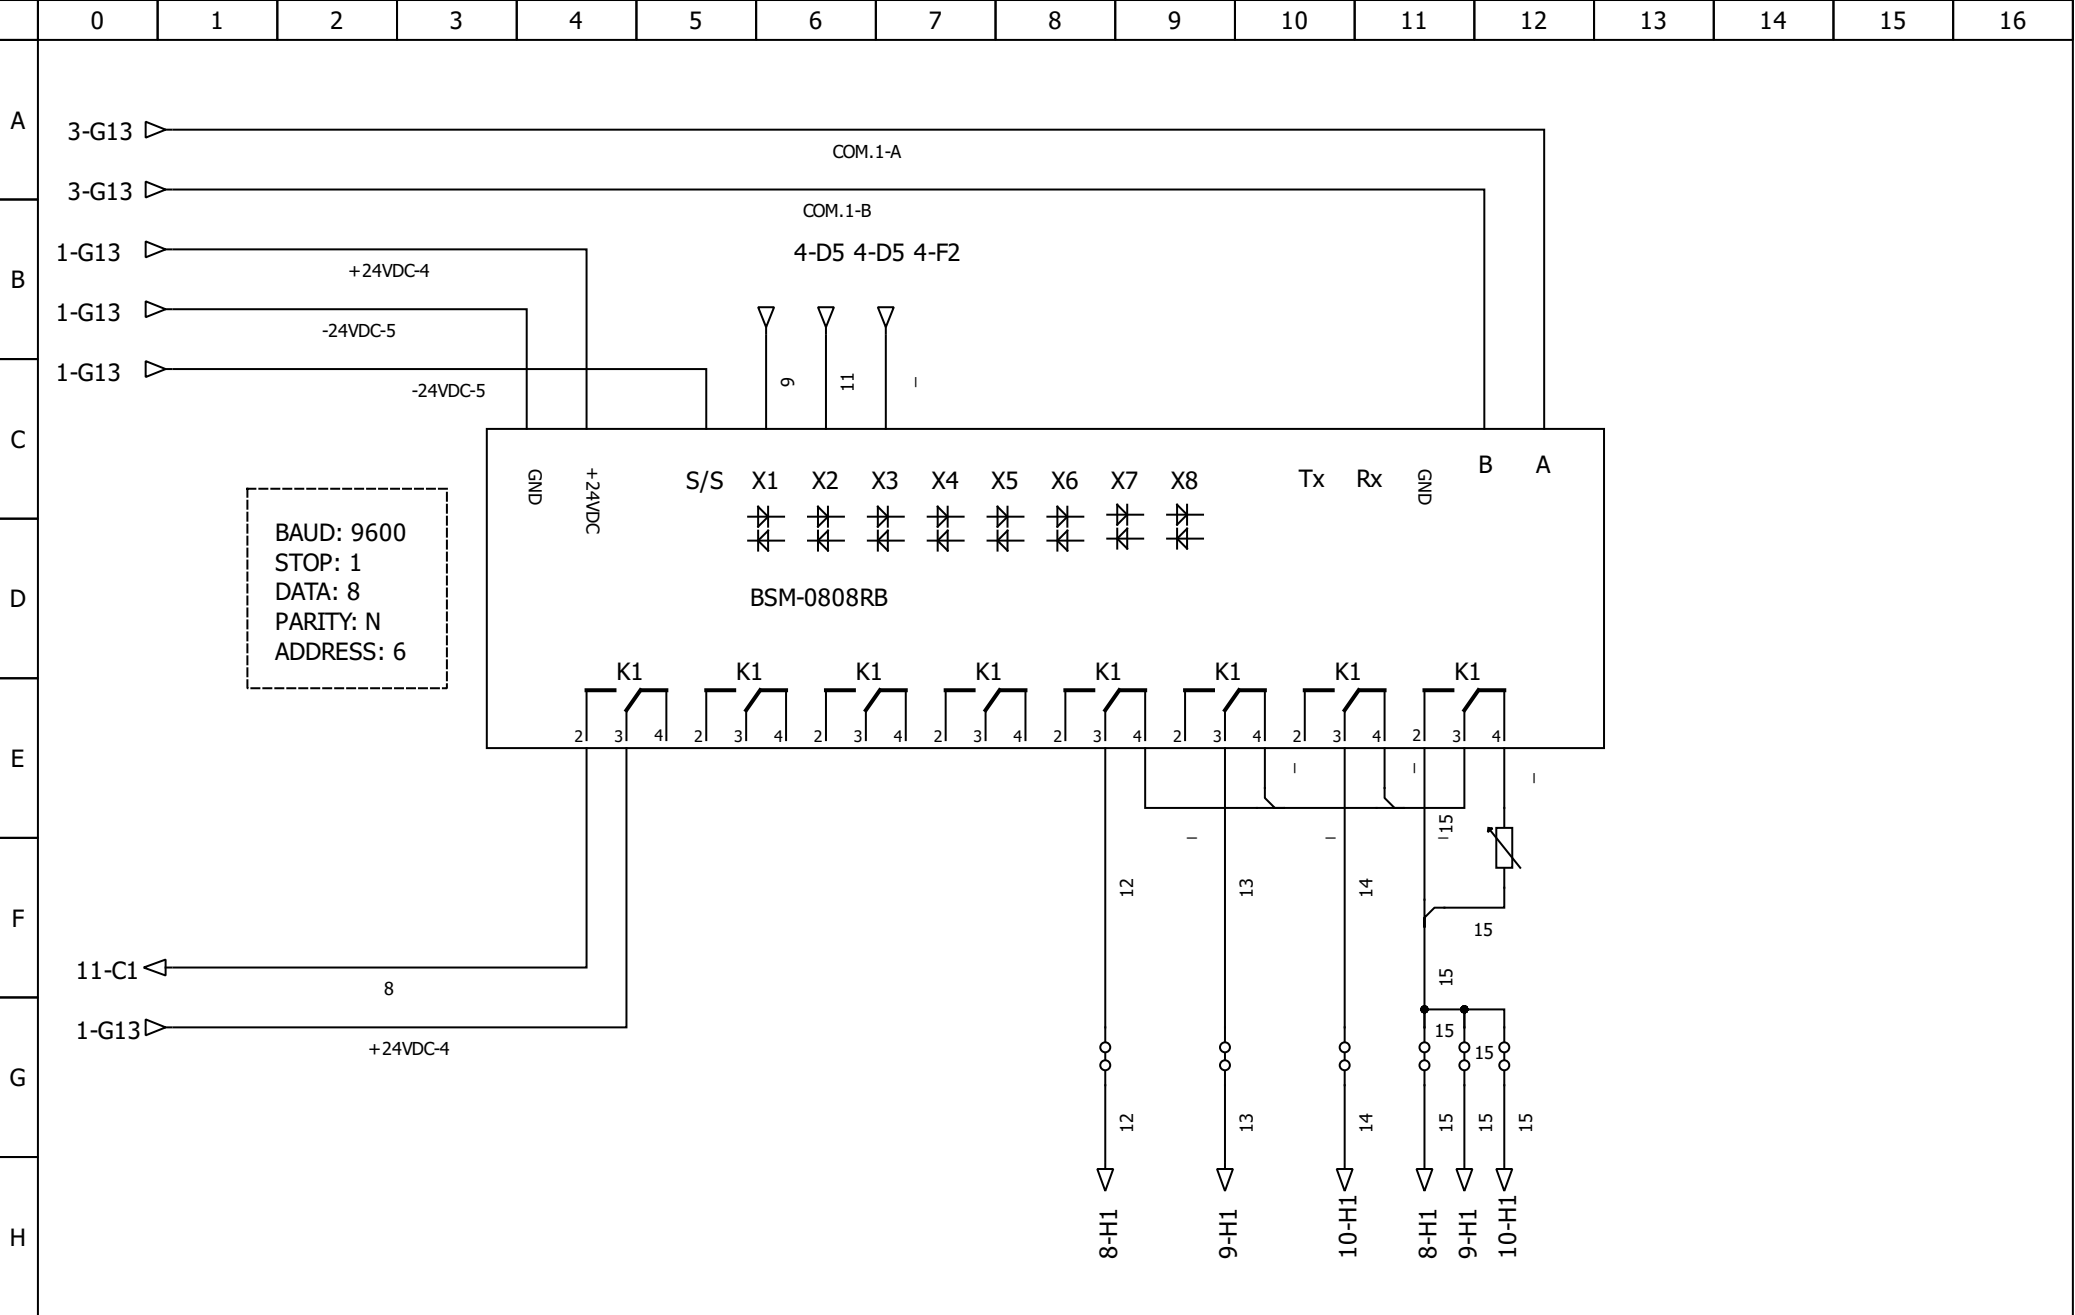 0 1 2 3 4 5 6 7 8 9 10 11 12 13 14 15 16
A
3-G13
COM.1-A
3-G13
COM.1-B
B
1-G13
+24VDC-4
4-D5 4-D5 4-F2
1-G13
-24VDC-5
1-G13
-24VDC-5
9
11
C
GND
+24VDC
S/S X1 X2 X3 X4 X5 X6 X7 X8
Tx Rx
GND
B A
D
BAUD: 9600
STOP: 1
DATA: 8
PARITY: N
ADDRESS: 6
BSM-0808RB
K1 K1 K1 K1 K1 K1 K1 K1
2 3 4 2 3 4 2 3 4 2 3 4 2 3 4 2 3 4 2 3 4 2 3 4
E
15
12 13 14
F
15
11-C1
8
15
1-G13
+24VDC-4
15
15
G
12 13 14 15 15 15
H
8-H1 9-H1 10-H1 8-H1 9-H1 10-H1